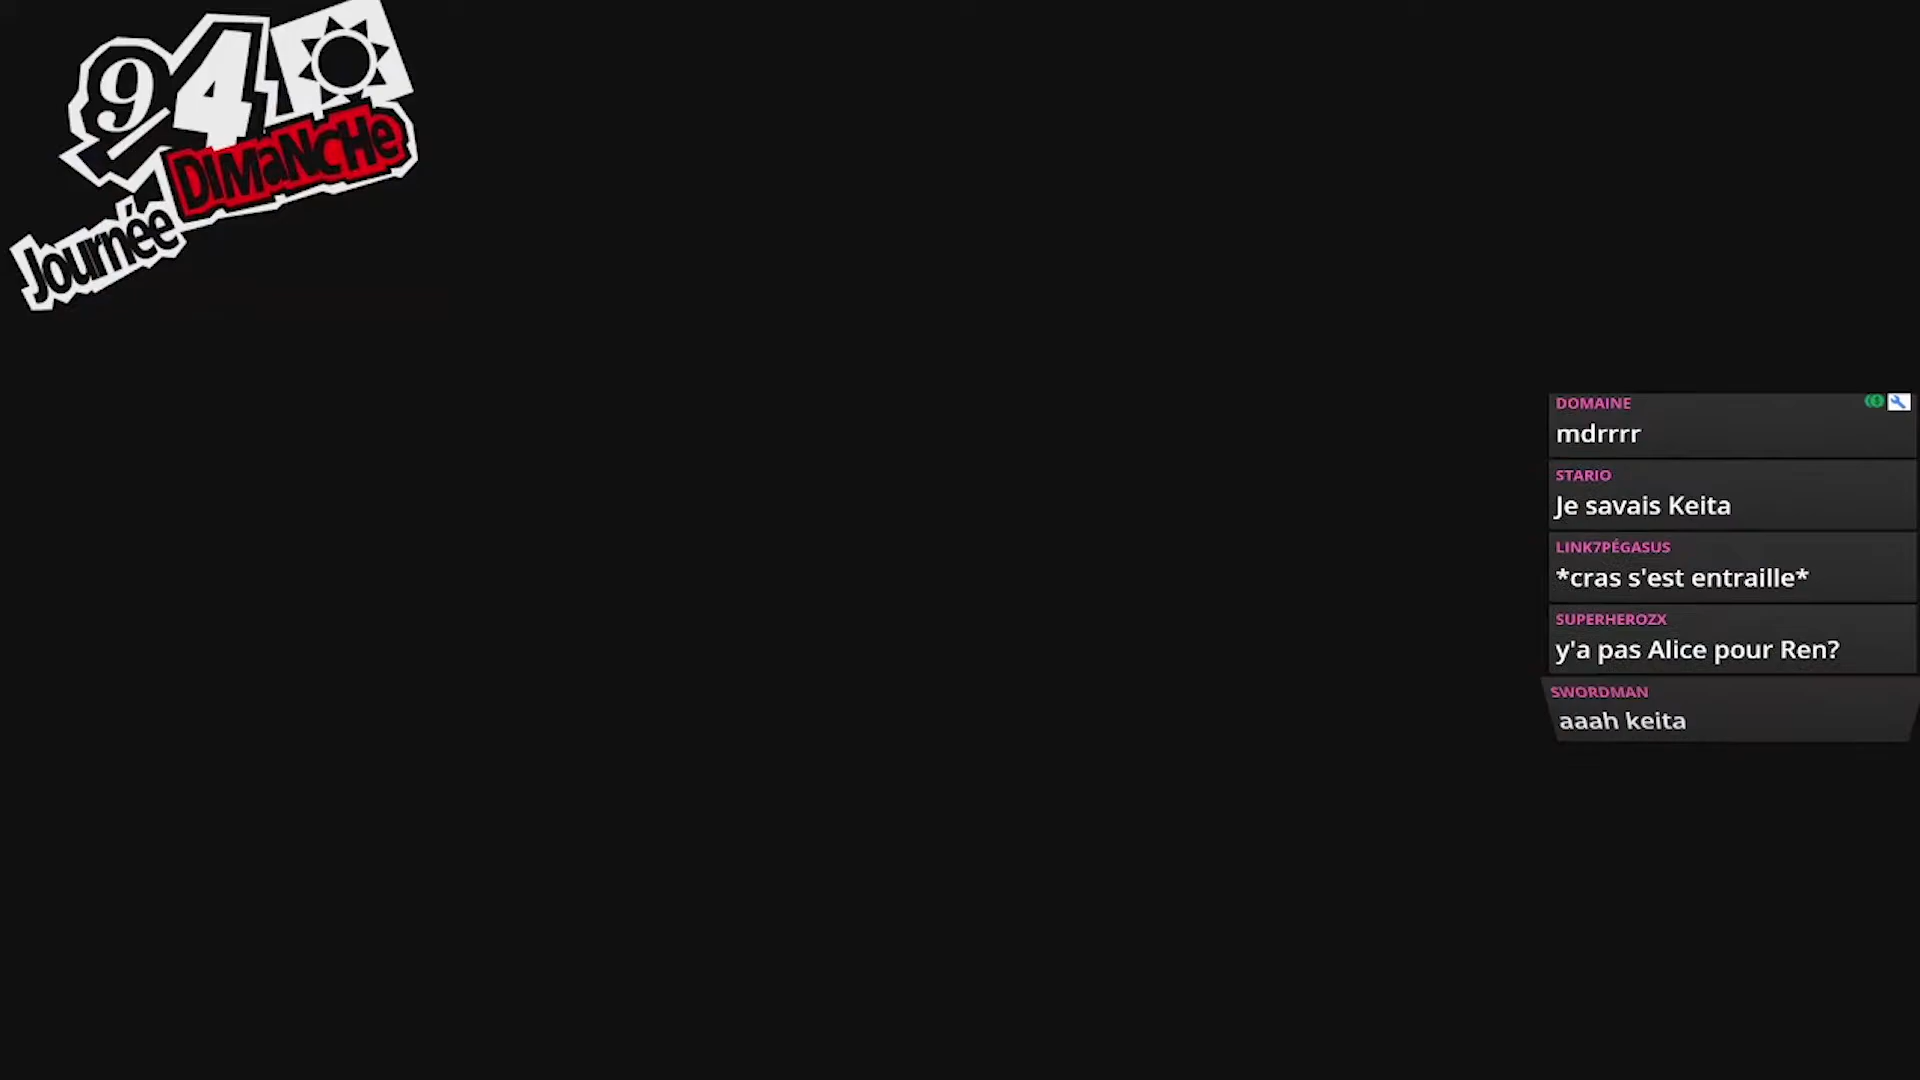 9/4
DiMaNCHe
Journée
DOMAINE
mdrrrr
STARIO
Je savais Keita
LINK7PÉGASUS
*cras s'est entraille*
SUPERHEROZX
y'a pas Alice pour Ren?
SWORDMAN
aaah keita